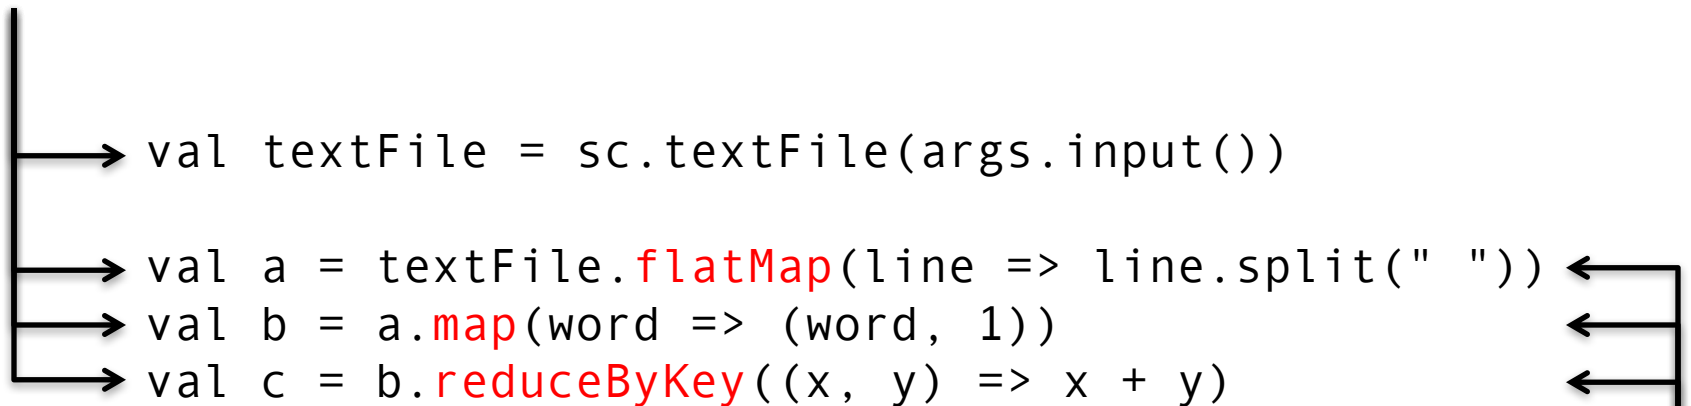 val textFile = sc.textFile(args.input())
val a = textFile.flatMap(line => line.split(" "))
val b = a.map(word => (word, 1))
val c = b.reduceByKey((x, y) => x + y)